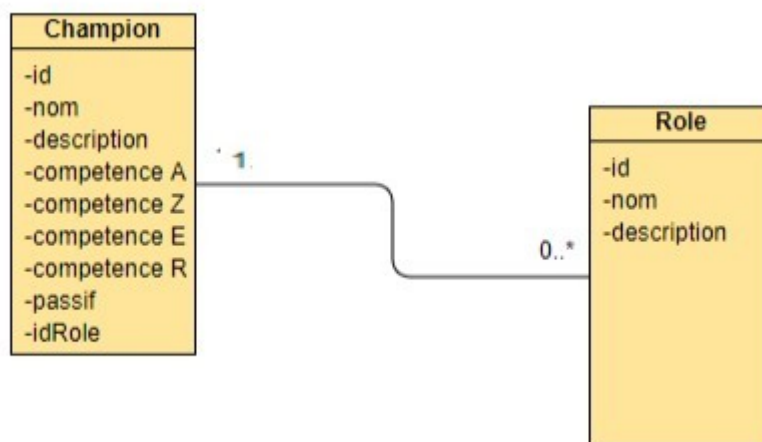 Champion
-id
-nom
-description
-competence A
-competence Z
-competence E
-competence R
-passif
-idRole
1
0..*
Role
-id
-nom
-description